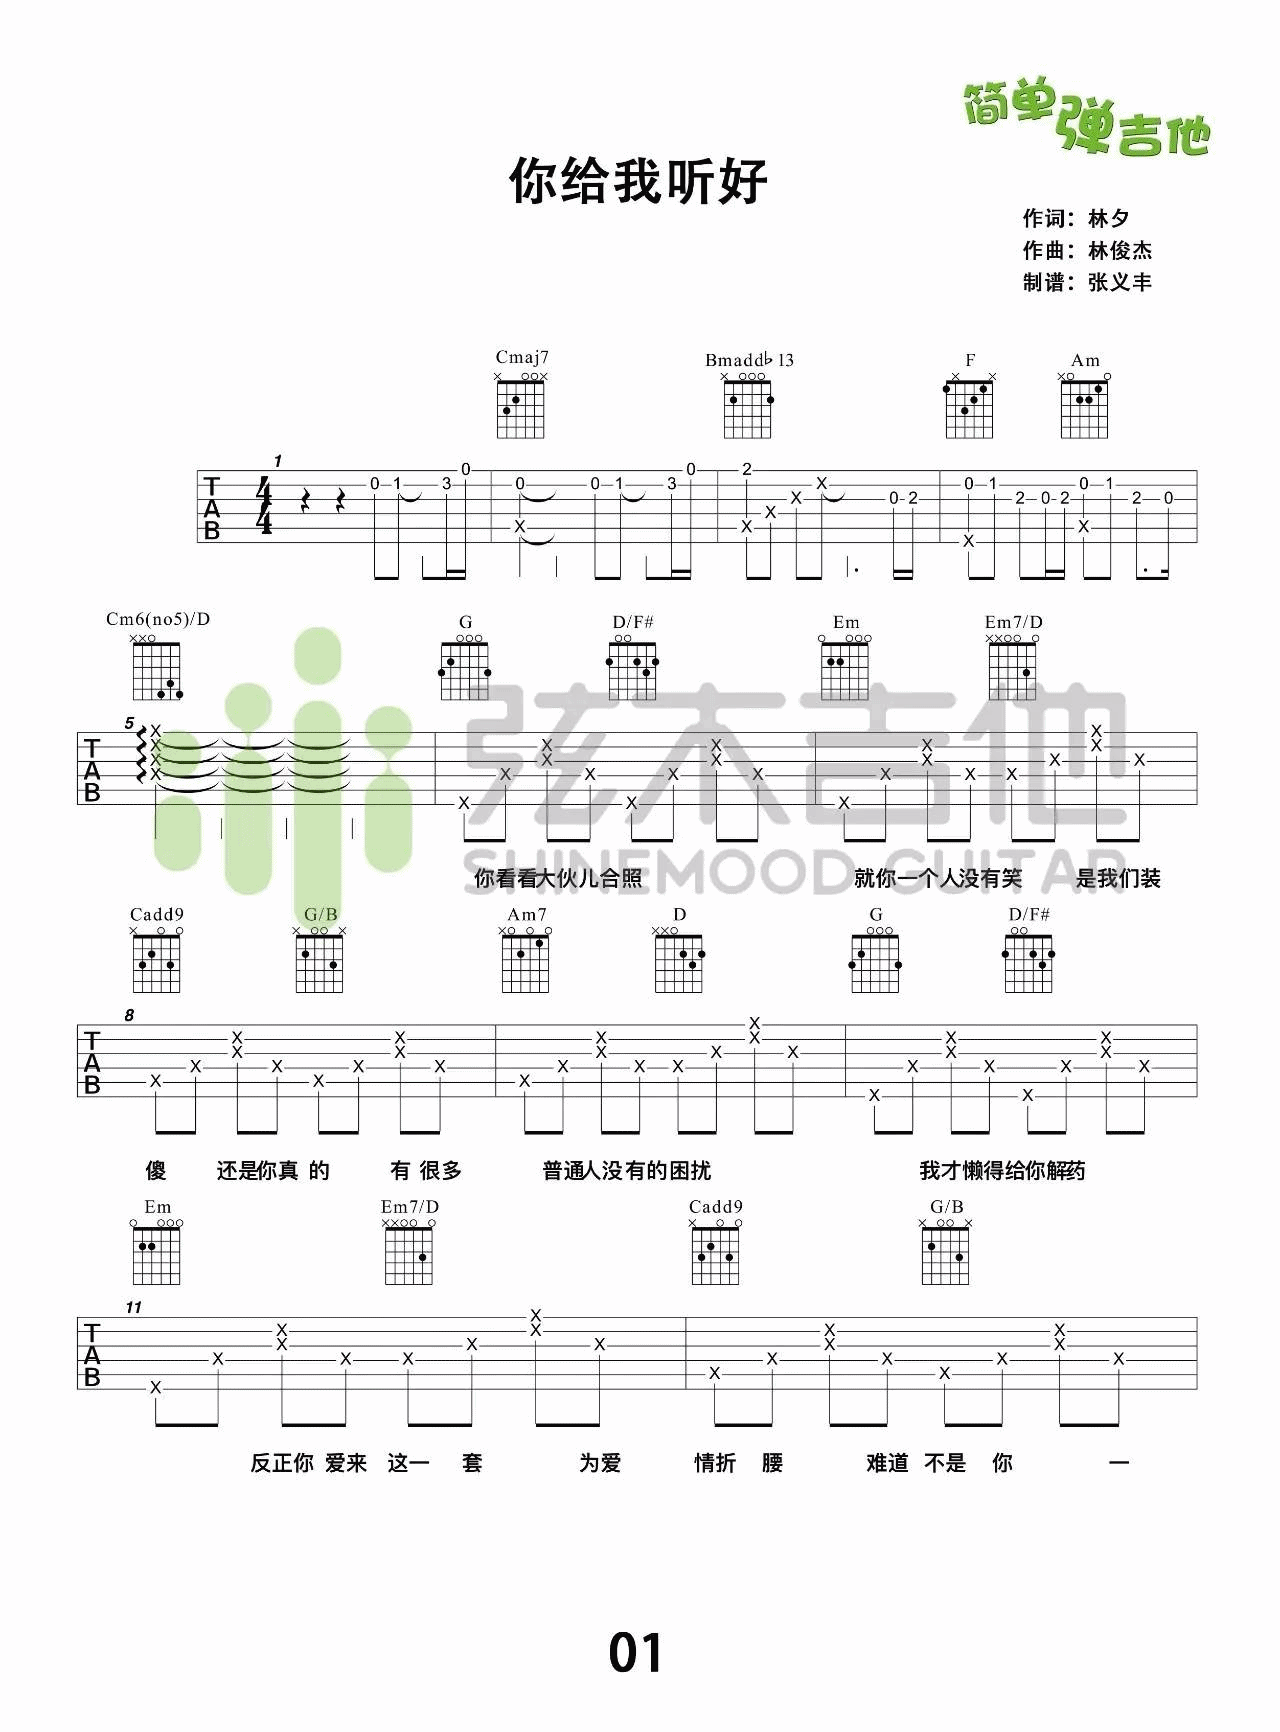 简单弹吉他
你给我听好
作词：林夕
作曲：林俊杰
制谱：张义丰
Cmaj7 Bmadd♭13 F Am
1
TAB 4/4 0 1 3 0 0 X 0 1 3 0 2 X X X X 0 2 0 X 1 2 0 2 0 X 1 2 0
Cm6(no5)/D G D/F# Em Em7/D
5
TAB
弦木吉他
SHINEMOOD GUITAR
你看看大伙儿合照 就你一个人没有笑 是我们装
Cadd9 G/B Am7 D G D/F#
8
TAB
傻 还是你真的 有很多 普通人没有的困扰 我才懒得给你解药
Em Em7/D Cadd9 G/B
11
TAB
反正你 爱来 这一 套 为爱 情折 腰 难道 不是 你 一
01